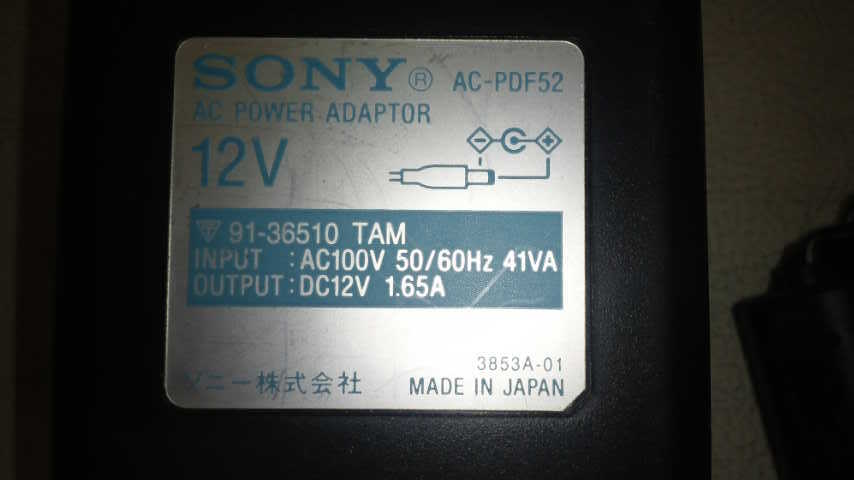 SONY® AC-PDF52
AC POWER ADAPTOR
12V
91-36510 TAM
INPUT : AC100V 50/60Hz 41VA
OUTPUT : DC12V 1.65A
3853A-01
ソニー株式会社 MADE IN JAPAN